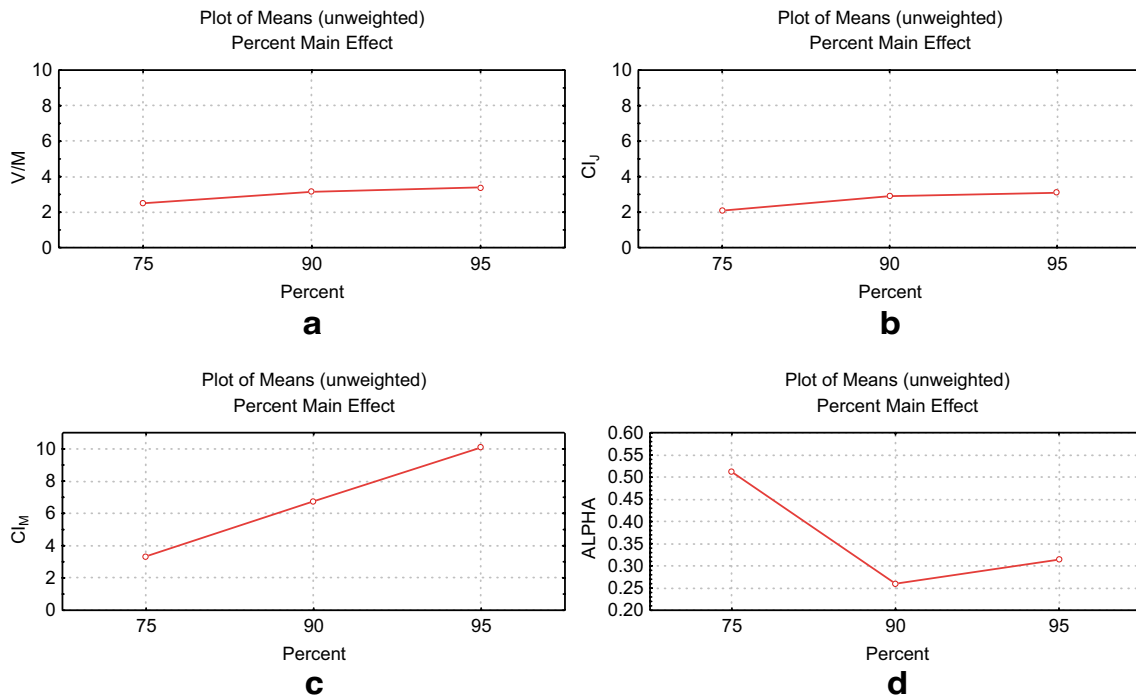 Plot of Means (unweighted)
Percent Main Effect
10
8
6
4
2
0
V/M
75 90 95
Percent
a
Plot of Means (unweighted)
Percent Main Effect
10
8
6
4
2
0
CIJ
75 90 95
Percent
b
Plot of Means (unweighted)
Percent Main Effect
10
8
6
4
2
0
CIM
75 90 95
Percent
c
Plot of Means (unweighted)
Percent Main Effect
0.60
0.55
0.50
0.45
0.40
0.35
0.30
0.25
0.20
ALPHA
75 90 95
Percent
d